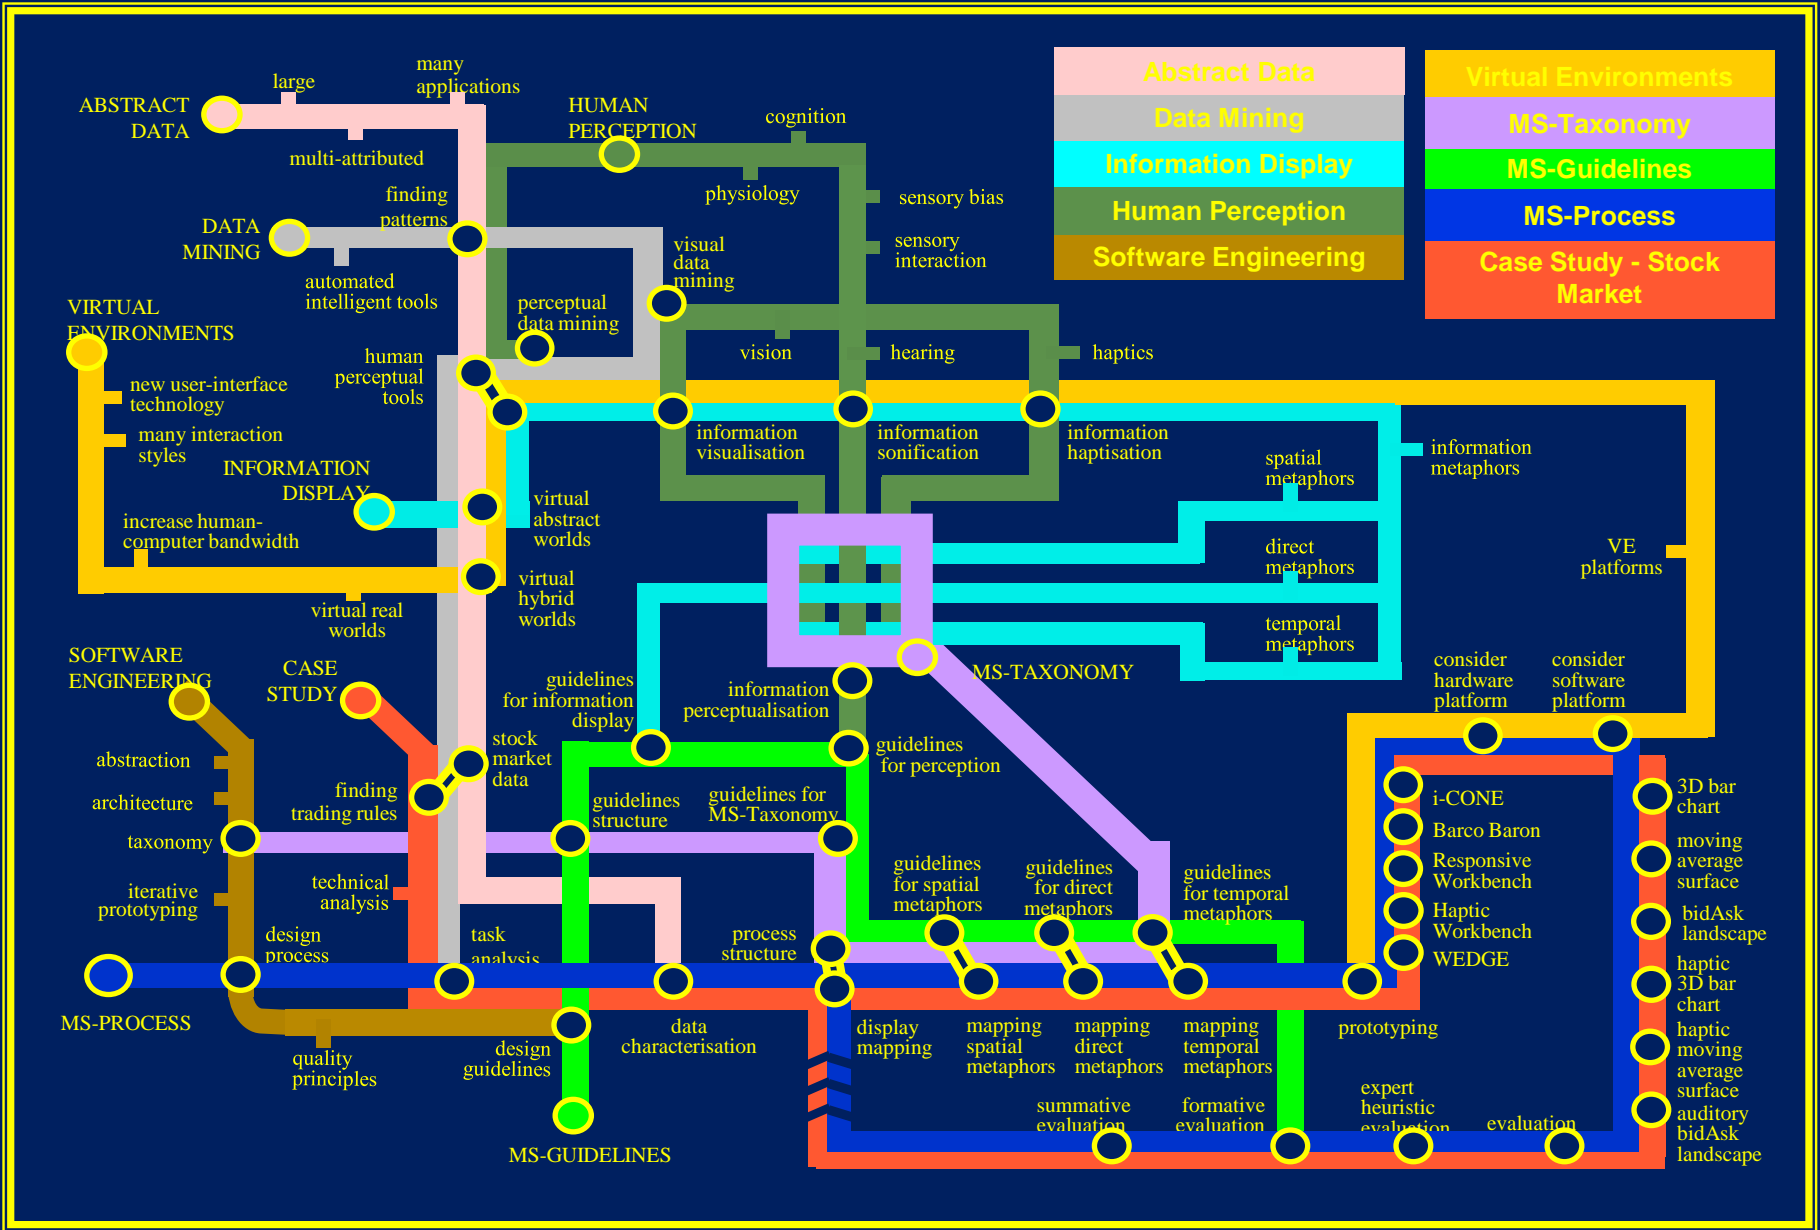 ABSTRACT
DATA
large
many
applications
multi-attributed
HUMAN
PERCEPTION
cognition
physiology
sensory bias
sensory
interaction
Abstract Data
Data Mining
Information Display
Human Perception
Software Engineering
Virtual Environments
MS-Taxonomy
MS-Guidelines
MS-Process
Case Study - Stock
Market
finding
patterns
DATA
MINING
automated
intelligent tools
visual
data
mining
perceptual
data mining
vision
hearing
haptics
VIRTUAL
ENVIRONMENTS
new user-interface
technology
many interaction
styles
human
perceptual
tools
INFORMATION
DISPLAY
increase human-
computer bandwidth
virtual real
worlds
virtual
abstract
worlds
virtual
hybrid
worlds
information
visualisation
information
sonification
information
haptisation
information
metaphors
spatial
metaphors
direct
metaphors
temporal
metaphors
VE
platforms
SOFTWARE
ENGINEERING
CASE
STUDY
guidelines
for information
display
information
perceptualisation
MS-TAXONOMY
consider
hardware
platform
consider
software
platform
abstraction
architecture
taxonomy
iterative
prototyping
finding
trading rules
stock
market
data
technical
analysis
guidelines
structure
guidelines for
MS-Taxonomy
guidelines
for perception
guidelines
for spatial
metaphors
guidelines
for direct
metaphors
guidelines
for temporal
metaphors
i-CONE
Barco Baron
Responsive
Workbench
Haptic
Workbench
WEDGE
3D bar
chart
moving
average
surface
bidAsk
landscape
haptic
3D bar
chart
haptic
moving
average
surface
auditory
bidAsk
landscape
design
process
task
analysis
process
structure
MS-PROCESS
quality
principles
design
guidelines
data
characterisation
display
mapping
mapping
spatial
metaphors
mapping
direct
metaphors
mapping
temporal
metaphors
prototyping
MS-GUIDELINES
summative
evaluation
formative
evaluation
expert
heuristic
evaluation
evaluation